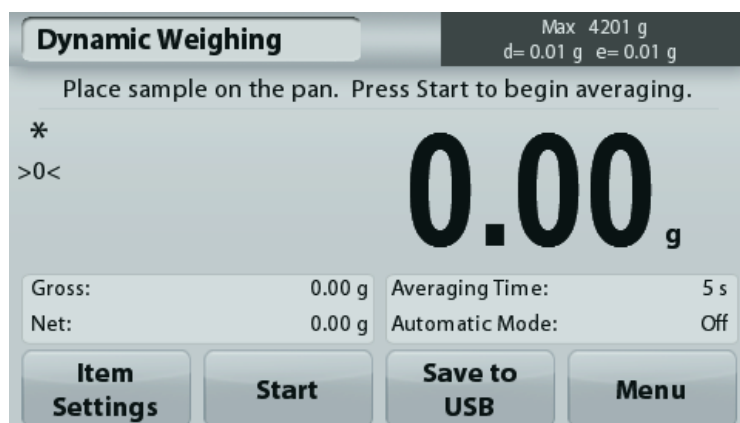 Dynamic Weighing
Max 4201 g
d= 0.01 g e= 0.01 g
Place sample on the pan. Press Start to begin averaging.
*
>0<
0.00 g
Gross: 0.00 g
Net: 0.00 g
Averaging Time: 5 s
Automatic Mode: Off
Item
Settings
Start
Save to
USB
Menu